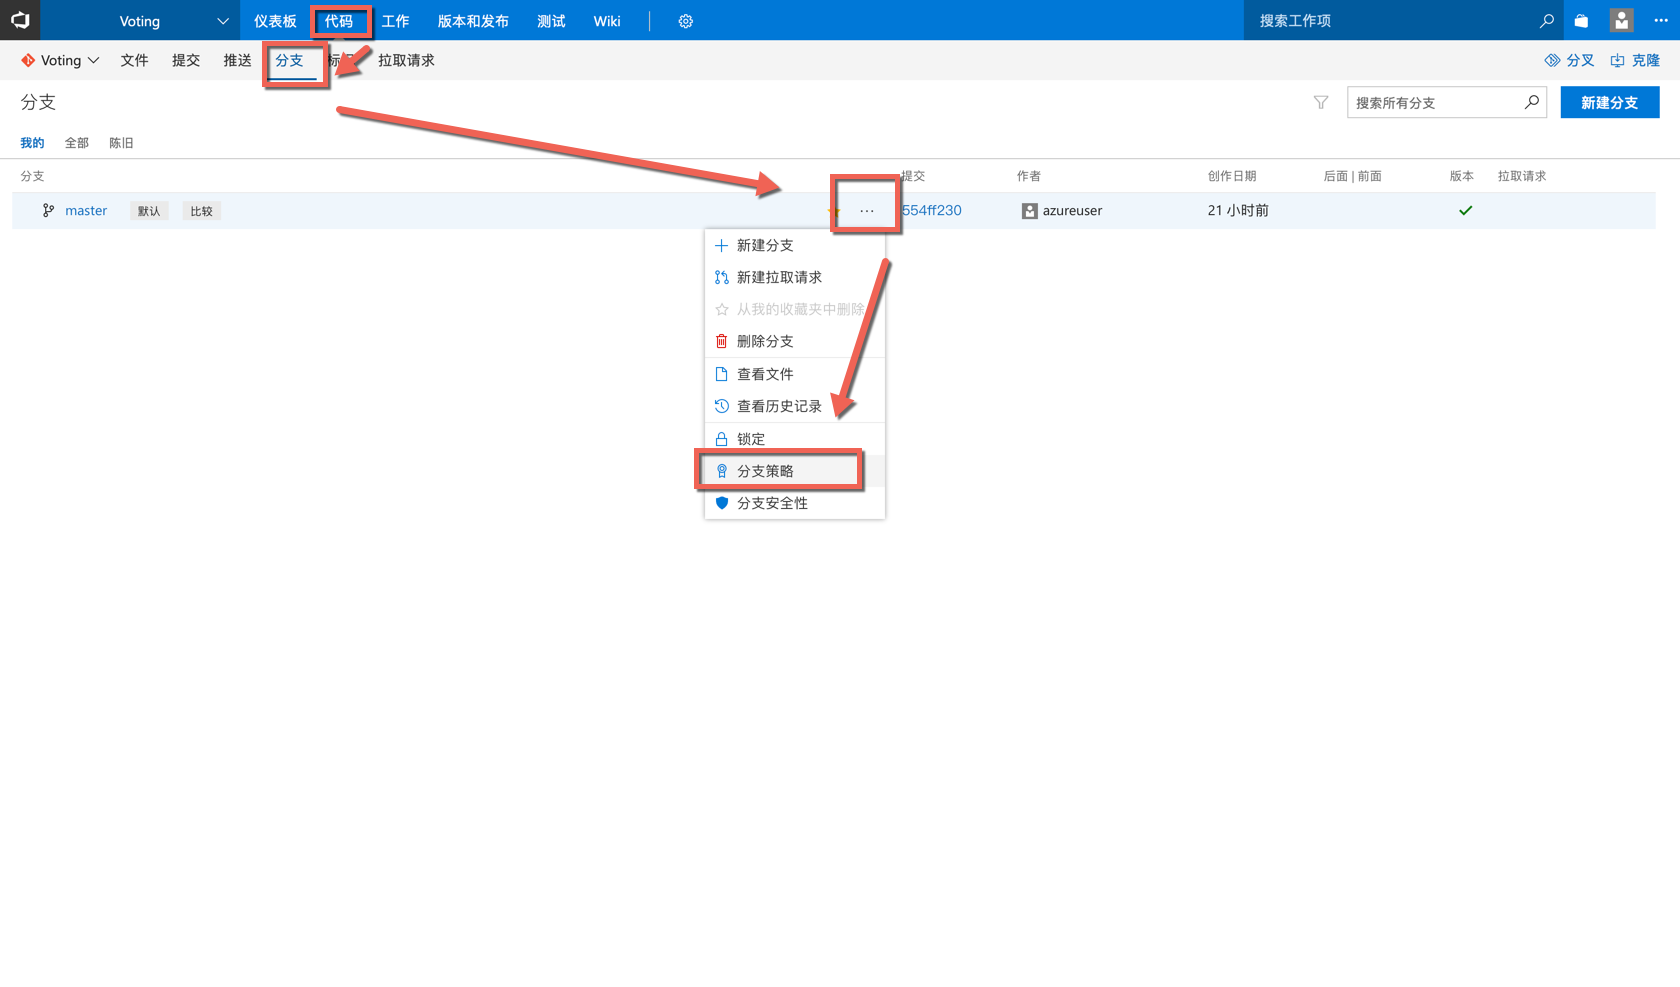 Voting 仪表板 代码 工作 版本和发布 测试 Wiki 搜索工作项
Voting 文件 提交 推送 分支 拉取请求 分叉 克隆
分支 搜索所有分支 新建分支
我的 全部 陈旧
分支 提交 作者 创作日期 后面 | 前面 版本 拉取请求
master 默认 比较 ... 554ff230 azureuser 21 小时前
新建分支
新建拉取请求
从我的收藏夹中删除
删除分支
查看文件
查看历史记录
锁定
分支策略
分支安全性